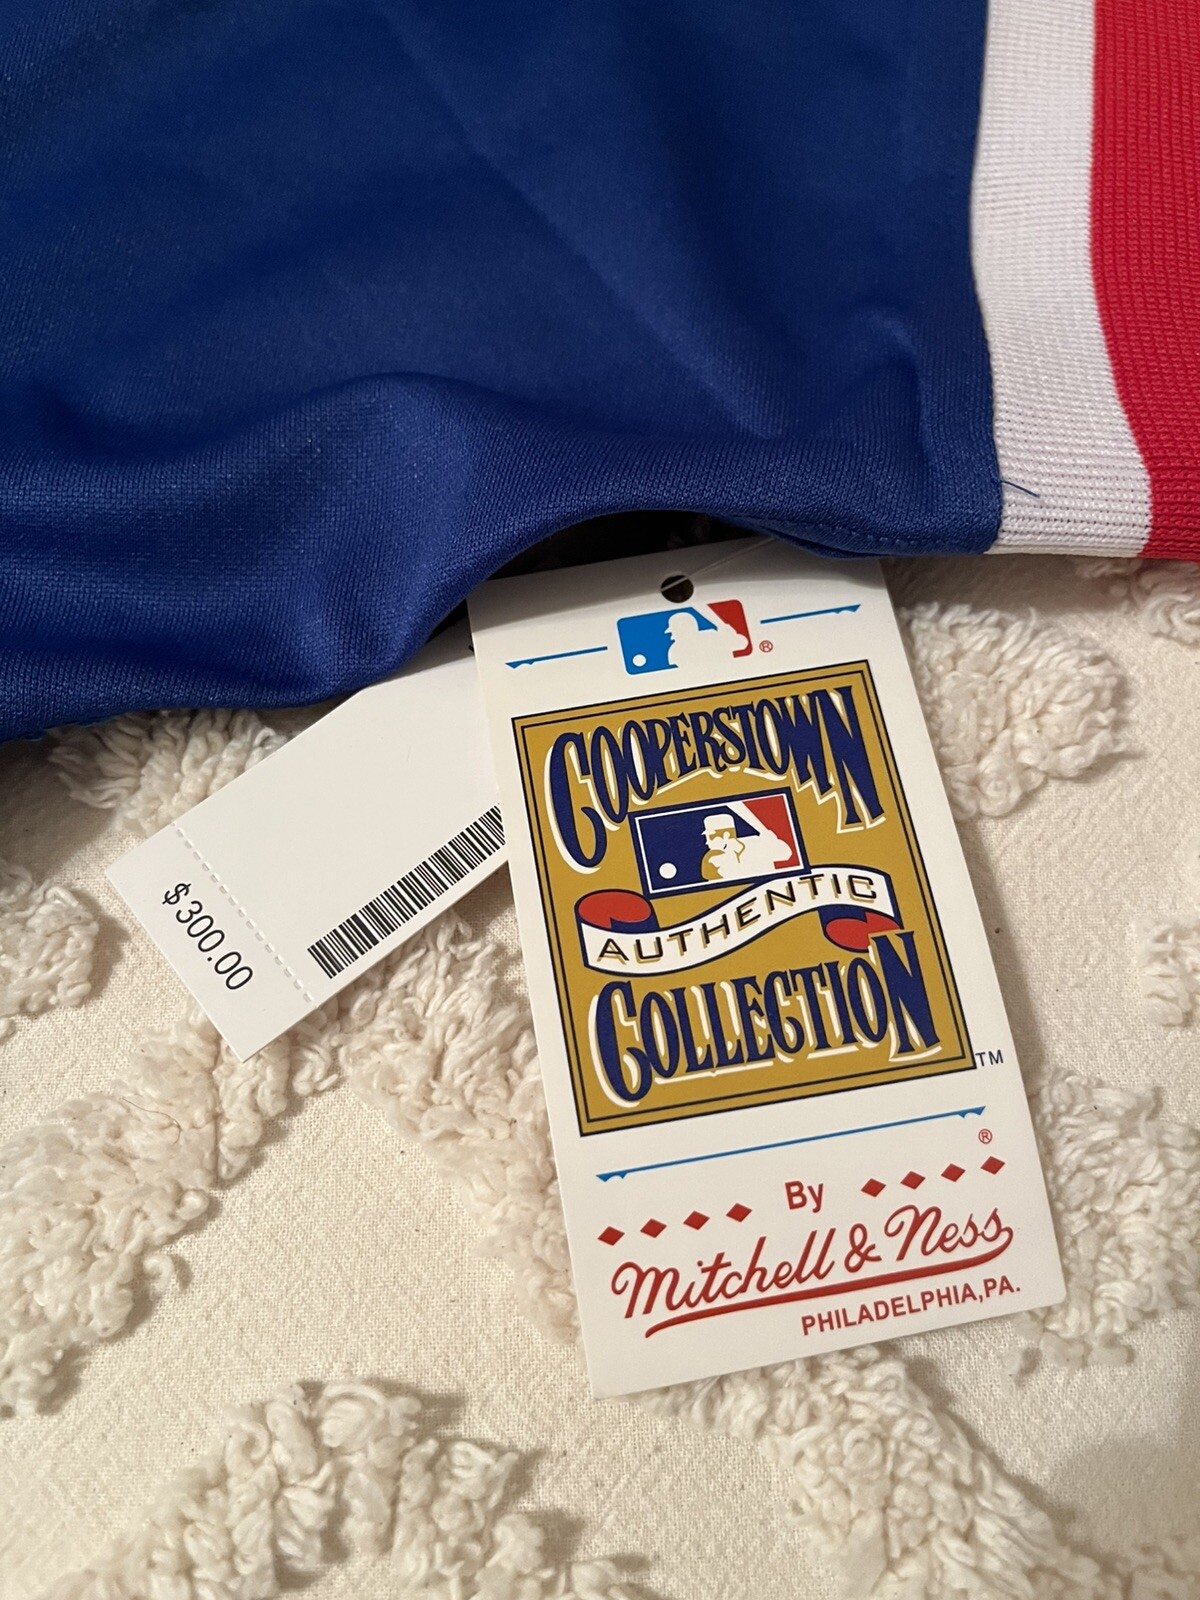 ®
COOPERSTOWN
AUTHENTIC
COLLECTION
TM
®
By
Mitchell & Ness
PHILADELPHIA,PA.
$300.00